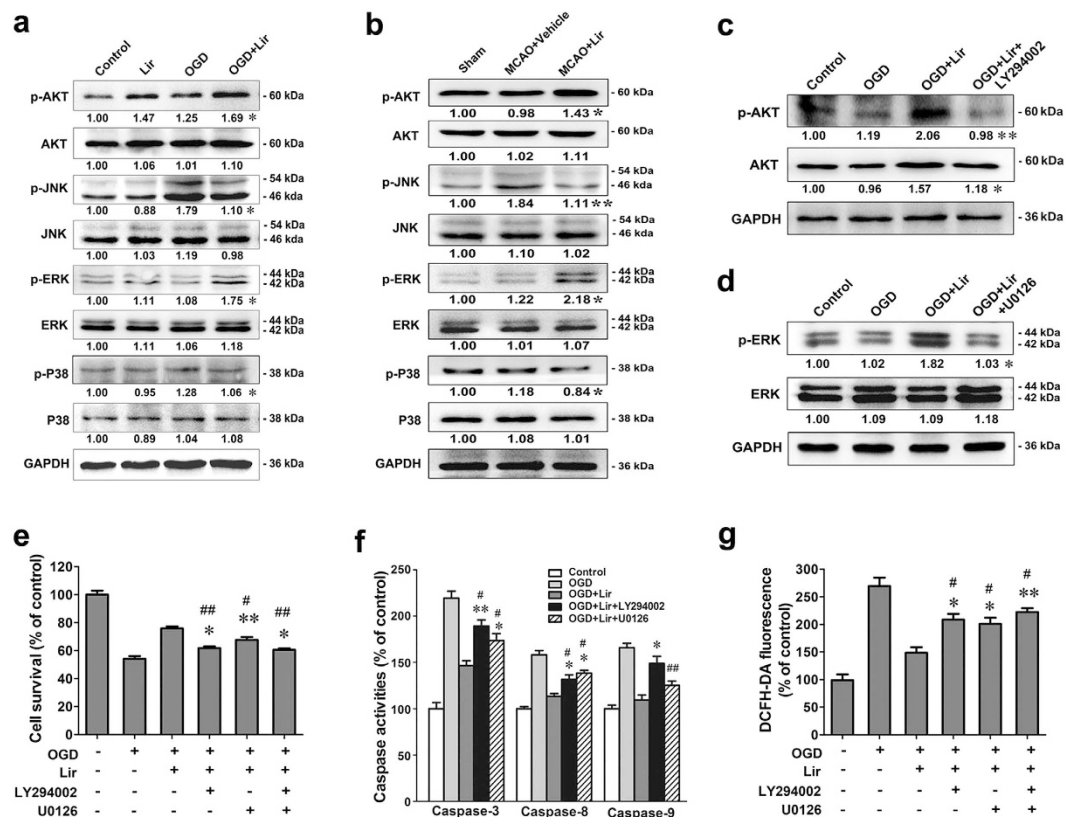 a
Control Lir OGD OGD+Lir
p-AKT - 60 kDa
1.00 1.47 1.25 1.69 *
AKT - 60 kDa
1.00 1.06 1.01 1.10
p-JNK - 54 kDa
- 46 kda
1.00 0.88 1.79 1.10 *
JNK - 54 kDa
- 46 kda
1.00 1.03 1.19 0.98
p-ERK - 44 kDa
- 42 kDa
1.00 1.11 1.08 1.75 *
ERK - 44 kDa
- 42 kDa
1.00 1.11 1.06 1.18
p-P38 - 38 kDa
1.00 0.95 1.28 1.06 *
P38 - 38 kDa
1.00 0.89 1.04 1.08
GAPDH - 36 kDa
b
Sham MCAO+Vehicle MCAO+Lir
p-AKT - 60 kDa
1.00 0.98 1.43 *
AKT - 60 kDa
1.00 1.02 1.11
p-JNK - 54 kDa
- 46 kDa
1.00 1.84 1.11 **
JNK - 54 kDa
- 46 kDa
1.00 1.10 1.02
p-ERK - 44 kDa
- 42 kDa
1.00 1.22 2.18 *
ERK - 44 kDa
- 42 kDa
1.00 1.01 1.07
p-P38 - 38 kDa
1.00 1.18 0.84 *
P38 - 38 kDa
1.00 1.08 1.01
GAPDH - 36 kDa
c
Control OGD OGD+Lir OGD+Lir+
LY294002
p-AKT - 60 kDa
1.00 1.19 2.06 0.98 **
AKT - 60 kDa
1.00 0.96 1.57 1.18 *
GAPDH - 36 kDa
d
Control OGD OGD+Lir OGD+Lir
+U0126
p-ERK - 44 kDa
- 42 kDa
1.00 1.02 1.82 1.03 *
ERK - 44 kDa
- 42 kDa
1.00 1.09 1.09 1.18
GAPDH - 36 kDa
e
Cell survival (% of control)
120
100
80
60
40
20
0
## # ##
* ** *
OGD - + + + + +
Lir - - + + + +
LY294002 - - - + - +
U0126 - - - - + +
f
Caspase activities (% of control)
250
200
150
100
50
0
Control
OGD
OGD+Lir
OGD+Lir+LY294002
OGD+Lir+U0126
# # # #
** * * * * ##
Caspase-3 Caspase-8 Caspase-9
g
DCFH-DA fluorescence
(% of control)
300
250
200
150
100
50
0
# # #
* * **
OGD - + + + + +
Lir - - + + + +
LY294002 - - - + - +
U0126 - - - - + +